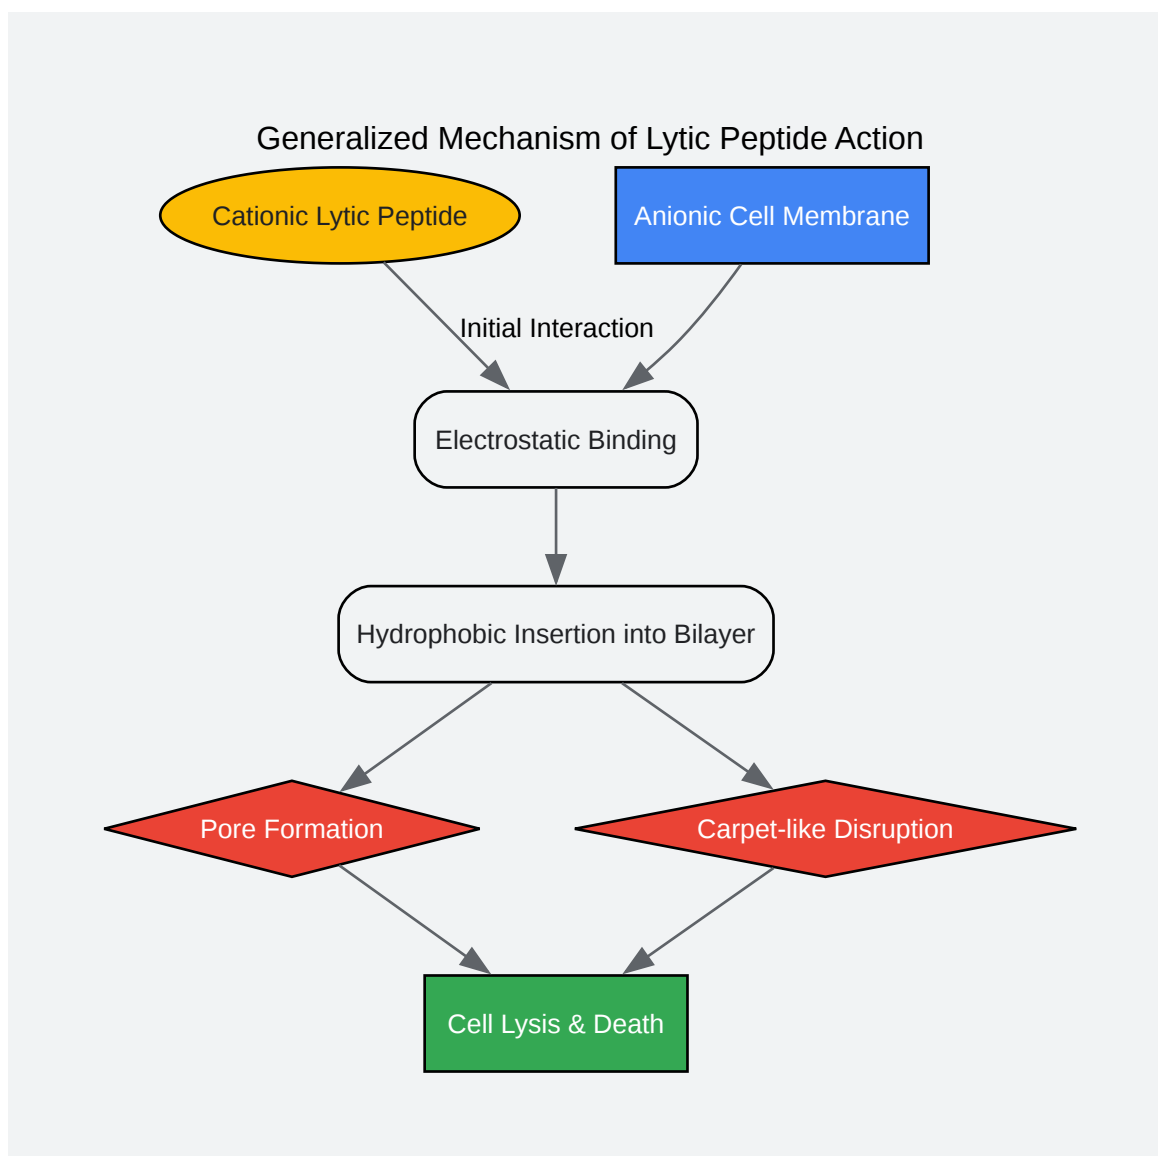 Generalized Mechanism of Lytic Peptide Action
Cationic Lytic Peptide
Anionic Cell Membrane
Initial Interaction
Electrostatic Binding
Hydrophobic Insertion into Bilayer
Pore Formation
Carpet-like Disruption
Cell Lysis & Death